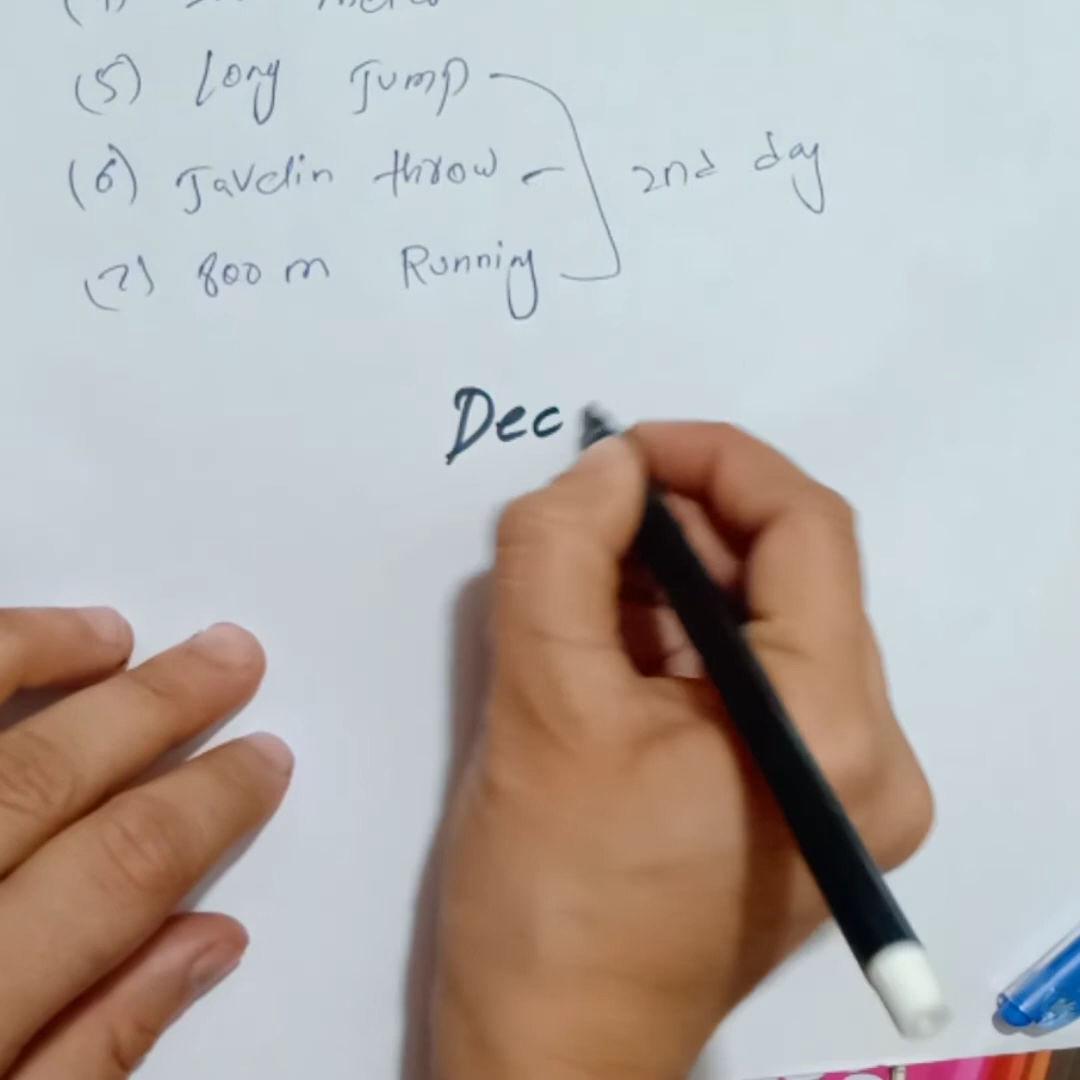 (5) Long Jump
(6) Javelin throw
(7) 800 m Running
2nd day
Dec